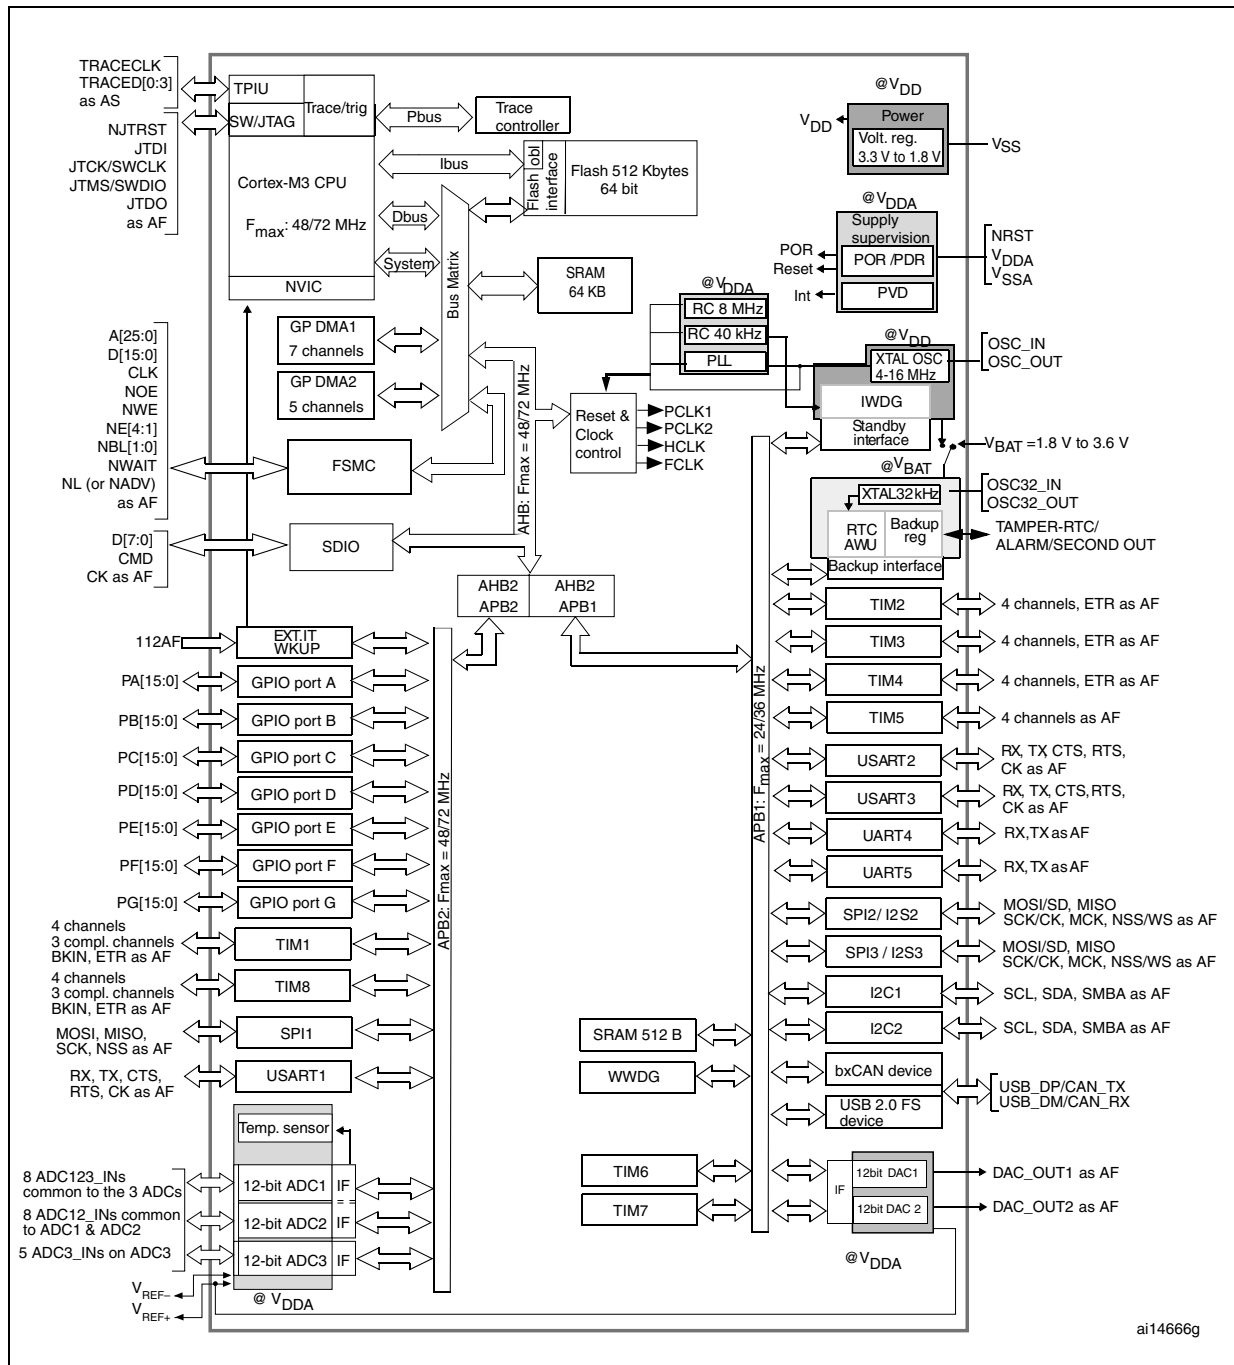 TRACECLK
TRACED[0:3]
as AS
NJTRST
JTDI
JTCK/SWCLK
JTMS/SWDIO
JTDO
as AF
TPIU
SW/JTAG
Trace/trig
Pbus
Trace
controller
Cortex-M3 CPU
Fmax: 48/72 MHz
NVIC
Ibus
Dbus
System
Flash obl
interface
Flash 512 Kbytes
64 bit
Bus Matrix
SRAM
64 KB
GP DMA1
7 channels
GP DMA2
5 channels
@VDD
Power
VDD
Volt. reg.
3.3 V to 1.8 V
VSS
@VDDA
Supply
supervision
POR
Reset
POR /PDR
Int
PVD
NRST
VDDA
VSSA
@VDDA
RC 8 MHz
RC 40 kHz
PLL
@VDD
XTAL OSC
4-16 MHz
OSC_IN
OSC_OUT
IWDG
Standby
interface
VBAT =1.8 V to 3.6 V
A[25:0]
D[15:0]
CLK
NOE
NWE
NE[4:1]
NBL[1:0]
NWAIT
NL (or NADV)
as AF
FSMC
AHB: Fmax = 48/72 MHz
Reset &
Clock
control
PCLK1
PCLK2
HCLK
FCLK
@VBAT
XTAL32kHz
OSC32_IN
OSC32_OUT
RTC
AWU
Backup
reg
TAMPER-RTC/
ALARM/SECOND OUT
Backup interface
D[7:0]
CMD
CK as AF
SDIO
AHB2
APB2
AHB2
APB1
112AF
EXT.IT
WKUP
PA[15:0]
GPIO port A
PB[15:0]
GPIO port B
PC[15:0]
GPIO port C
PD[15:0]
GPIO port D
PE[15:0]
GPIO port E
PF[15:0]
GPIO port F
PG[15:0]
GPIO port G
4 channels
3 compl. channels
BKIN, ETR as AF
TIM1
4 channels
3 compl. channels
BKIN, ETR as AF
TIM8
MOSI, MISO,
SCK, NSS as AF
SPI1
RX, TX, CTS,
RTS, CK as AF
USART1
APB2: Fmax = 48/72 MHz
APB1: Fmax = 24/36 MHz
TIM2
4 channels, ETR as AF
TIM3
4 channels, ETR as AF
TIM4
4 channels, ETR as AF
TIM5
4 channels as AF
USART2
RX, TX, CTS, RTS,
CK as AF
USART3
RX, TX, CTS, RTS,
CK as AF
UART4
RX,TX as AF
UART5
RX, TX as AF
SPI2/ I2S2
MOSI/SD, MISO
SCK/CK, MCK, NSS/WS as AF
SPI3 / I2S3
MOSI/SD, MISO
SCK/CK, MCK, NSS/WS as AF
I2C1
SCL, SDA, SMBA as AF
I2C2
SCL, SDA, SMBA as AF
SRAM 512 B
WWDG
bxCAN device
USB 2.0 FS
device
USB_DP/CAN_TX
USB_DM/CAN_RX
Temp. sensor
8 ADC123_INs
common to the 3 ADCs
12-bit ADC1
IF
8 ADC12_INs common
to ADC1 & ADC2
12-bit ADC2
IF
5 ADC3_INs on ADC3
12-bit ADC3
IF
VREF–
VREF+
@ VDDA
TIM6
TIM7
IF
12bit DAC1
DAC_OUT1 as AF
12bit DAC 2
DAC_OUT2 as AF
@VDDA
ai14666g